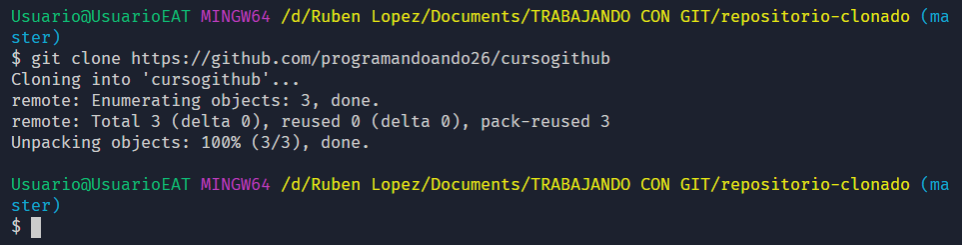 Usuario@UsuarioEAT MINGW64 /d/Ruben Lopez/Documents/TRABAJANDO CON GIT/repositorio-clonado (ma
ster)
$ git clone https://github.com/programandoando26/cursogithub
Cloning into 'cursogithub'...
remote: Enumerating objects: 3, done.
remote: Total 3 (delta 0), reused 0 (delta 0), pack-reused 3
Unpacking objects: 100% (3/3), done.
Usuario@UsuarioEAT MINGW64 /d/Ruben Lopez/Documents/TRABAJANDO CON GIT/repositorio-clonado (ma
ster)
$